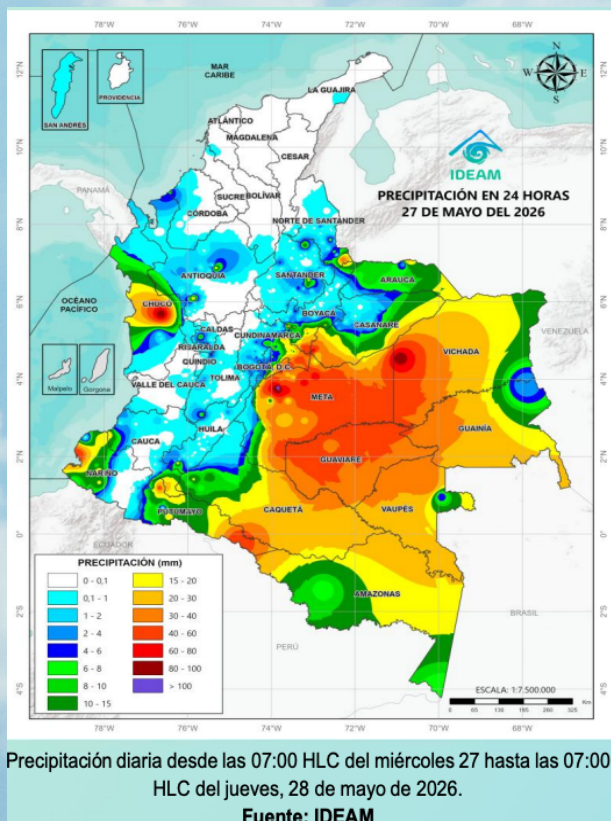 78°W 76°W 74°W 72°W 70°W 68°W
N
W E
S
12°N
10°N
8°N
6°N
4°N
2°N
0°
2°S
4°S
12°N
10°N
8°N
6°N
4°N
2°N
0°
2°S
4°S
SAN ANDRES
PROVIDENCIA
MAR
CARIBE
LA GUAJIRA
ATLÁNTICO
MAGDALENA
CESAR
IDEAM
PRECIPITACIÓN EN 24 HORAS
27 DE MAYO DEL 2026
PANAMÁ
SUCRE
BOLÍVAR
CÓRDOBA
NORTE DE SANTANDER
ANTIOQUIA
SANTANDER
ARAUCA
OCÉANO
PACÍFICO
CHOCÓ
BOYACÁ
CASANARE
CALDAS
CUNDINAMARCA
RISARALDA
VENEZUELA
VICHADA
QUINDIO
BOGOTÁ, D.C.
Malpelo
Gorgona
VALLE DEL CAUCA
TOLIMA
META
CAUCA
HUILA
GUAINÍA
GUAVIARE
NARIÑO
CAQUETÁ
VAUPÉS
PUTUMAYO
ECUADOR
AMAZONAS
BRASIL
PERÚ
PRECIPITACIÓN (mm)
0 - 0,1
0,1 - 1
1 - 2
2 - 4
4 - 6
6 - 8
8 - 10
10 - 15
15 - 20
20 - 30
30 - 40
40 - 60
60 - 80
80 - 100
> 100
ESCALA: 1:7.500.000
0 65 130 195 260 325
Km
78°W 76°W 74°W 72°W 70°W 68°W
Precipitación diaria desde las 07:00 HLC del miércoles 27 hasta las 07:00
HLC del jueves, 28 de mayo de 2026.
Fuente: IDEAM